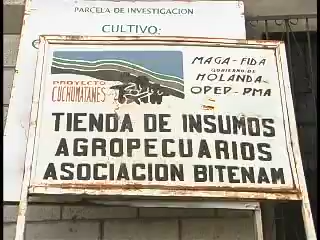 PARCELA DE INVESTIGACION
CULTIVO:
PROYECTO
CUCHUMATANES
MAGA-FIDA
GOBIERNO DE
HOLANDA
OPEP-PMA
TIENDA DE INSUMOS
AGROPECUARIOS
ASOCIACION BITENAM